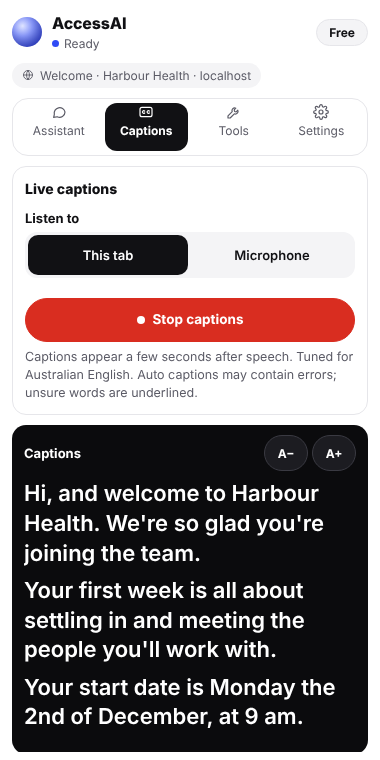 AccessAI
Ready
Free
Welcome · Harbour Health · localhost
Assistant
Captions
Tools
Settings
Live captions
Listen to
This tab
Microphone
Stop captions
Captions appear a few seconds after speech. Tuned for
Australian English. Auto captions may contain errors;
unsure words are underlined.
Captions
A−
A+
Hi, and welcome to Harbour
Health. We're so glad you're
joining the team.
Your first week is all about
settling in and meeting the
people you'll work with.
Your start date is Monday the
2nd of December, at 9 am.